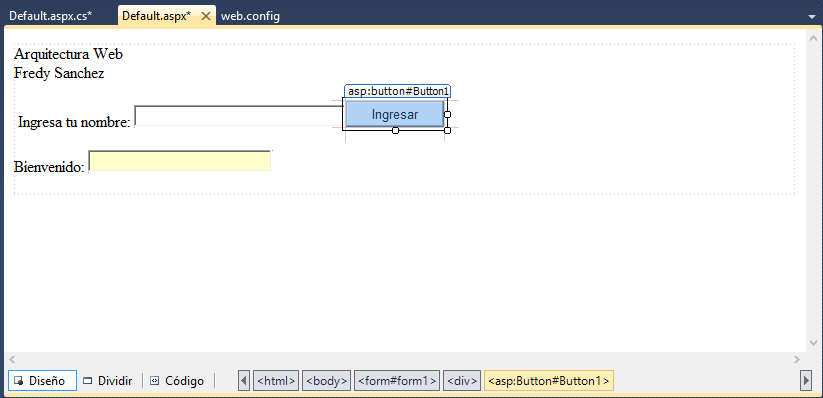 Default.aspx.cs* Default.aspx* web.config
Arquitectura Web
Fredy Sanchez
asp:button#Button1
Ingresa tu nombre: Ingresar
Bienvenido:
Diseño Dividir Código <html> <body> <form#form1> <div> <asp:Button#Button1>